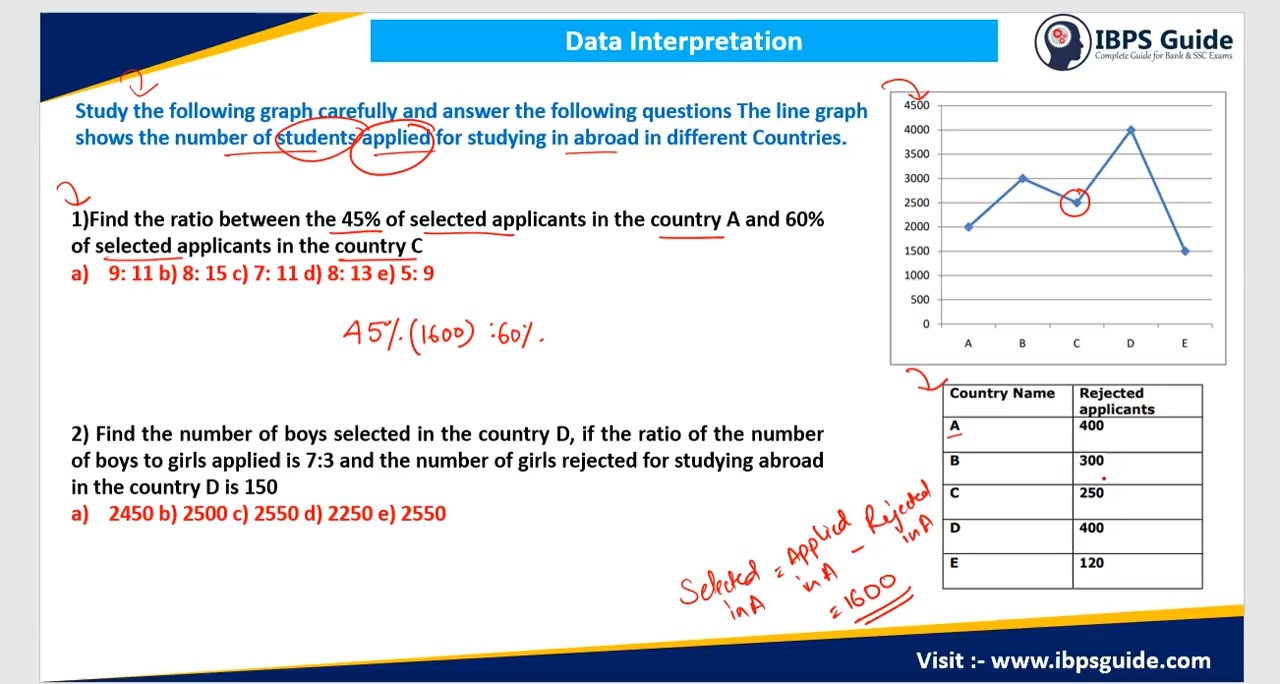 Data Interpretation
IBPS Guide
Complete Guide for Bank & SSC Exams
Study the following graph carefully and answer the following questions The line graph
shows the number of students applied for studying in abroad in different Countries.
1)Find the ratio between the 45% of selected applicants in the country A and 60%
of selected applicants in the country C
a) 9: 11 b) 8: 15 c) 7: 11 d) 8: 13 e) 5: 9
45%.(1600) :60%.
2) Find the number of boys selected in the country D, if the ratio of the number
of boys to girls applied is 7:3 and the number of girls rejected for studying abroad
in the country D is 150
a) 2450 b) 2500 c) 2550 d) 2250 e) 2550
4500
4000
3500
3000
2500
2000
1500
1000
500
0
A B C D E
Country Name Rejected
applicants
A 400
B 300
C 250
D 400
E 120
Selected = Applied - Rejected
in A in A in A
= 1600
Visit :- www.ibpsguide.com